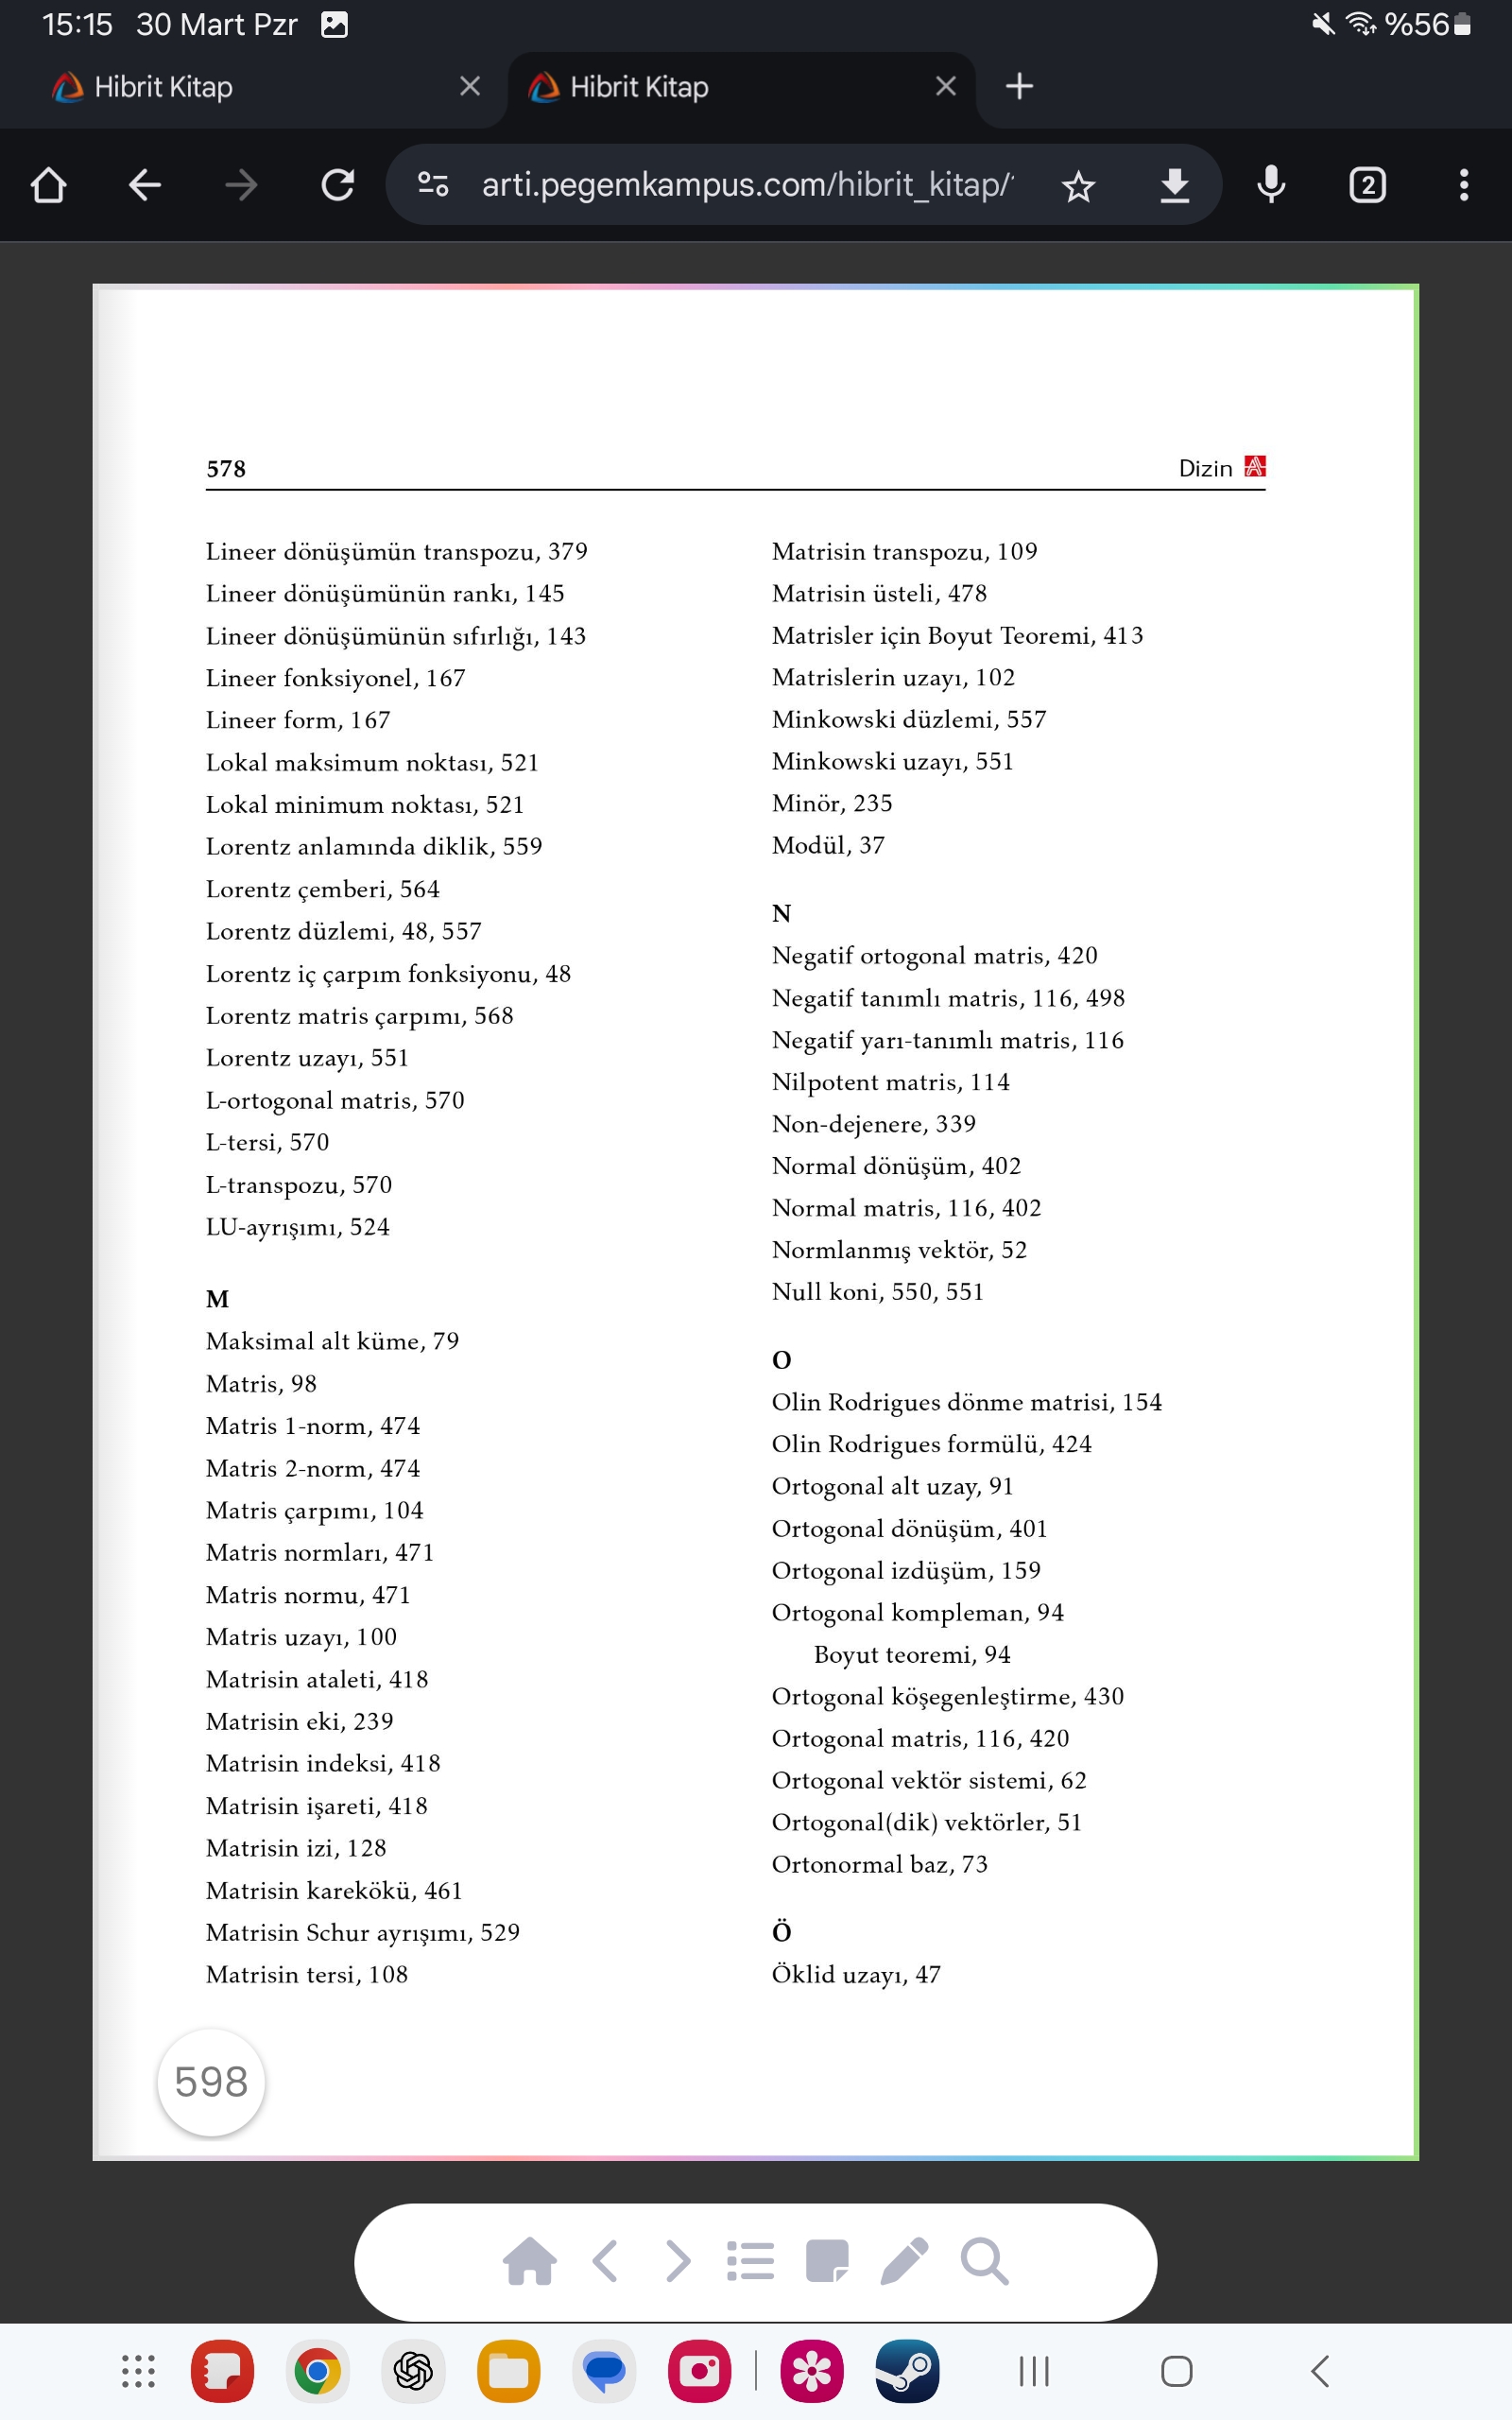 15:15 30 Mart Pzr %56
Hibrit Kitap
Hibrit Kitap
arti.pegemkampus.com/hibrit_kitap/
2
578
Dizin
Lineer dönüşümün transpozu, 379
Lineer dönüşümünün rankı, 145
Lineer dönüşümünün sıfırlığı, 143
Lineer fonksiyonel, 167
Lineer form, 167
Lokal maksimum noktası, 521
Lokal minimum noktası, 521
Lorentz anlamında diklik, 559
Lorentz çemberi, 564
Lorentz düzlemi, 48, 557
Lorentz iç çarpım fonksiyonu, 48
Lorentz matris çarpımı, 568
Lorentz uzayı, 551
L-ortogonal matris, 570
L-tersi, 570
L-transpozu, 570
LU-ayrışımı, 524
M
Maksimal alt küme, 79
Matris, 98
Matris 1-norm, 474
Matris 2-norm, 474
Matris çarpımı, 104
Matris normları, 471
Matris normu, 471
Matris uzayı, 100
Matrisin ataleti, 418
Matrisin eki, 239
Matrisin indeksi, 418
Matrisin işareti, 418
Matrisin izi, 128
Matrisin karekökü, 461
Matrisin Schur ayrışımı, 529
Matrisin tersi, 108
Matrisin transpozu, 109
Matrisin üsteli, 478
Matrisler için Boyut Teoremi, 413
Matrislerin uzayı, 102
Minkowski düzlemi, 557
Minkowski uzayı, 551
Minör, 235
Modül, 37
N
Negatif ortogonal matris, 420
Negatif tanımlı matris, 116, 498
Negatif yarı-tanımlı matris, 116
Nilpotent matris, 114
Non-dejenere, 339
Normal dönüşüm, 402
Normal matris, 116, 402
Normlanmış vektör, 52
Null koni, 550, 551
O
Olin Rodrigues dönme matrisi, 154
Olin Rodrigues formülü, 424
Ortogonal alt uzay, 91
Ortogonal dönüşüm, 401
Ortogonal izdüşüm, 159
Ortogonal kompleman, 94
Boyut teoremi, 94
Ortogonal köşegenleştirme, 430
Ortogonal matris, 116, 420
Ortogonal vektör sistemi, 62
Ortogonal(dik) vektörler, 51
Ortonormal baz, 73
Ö
Öklid uzayı, 47
598